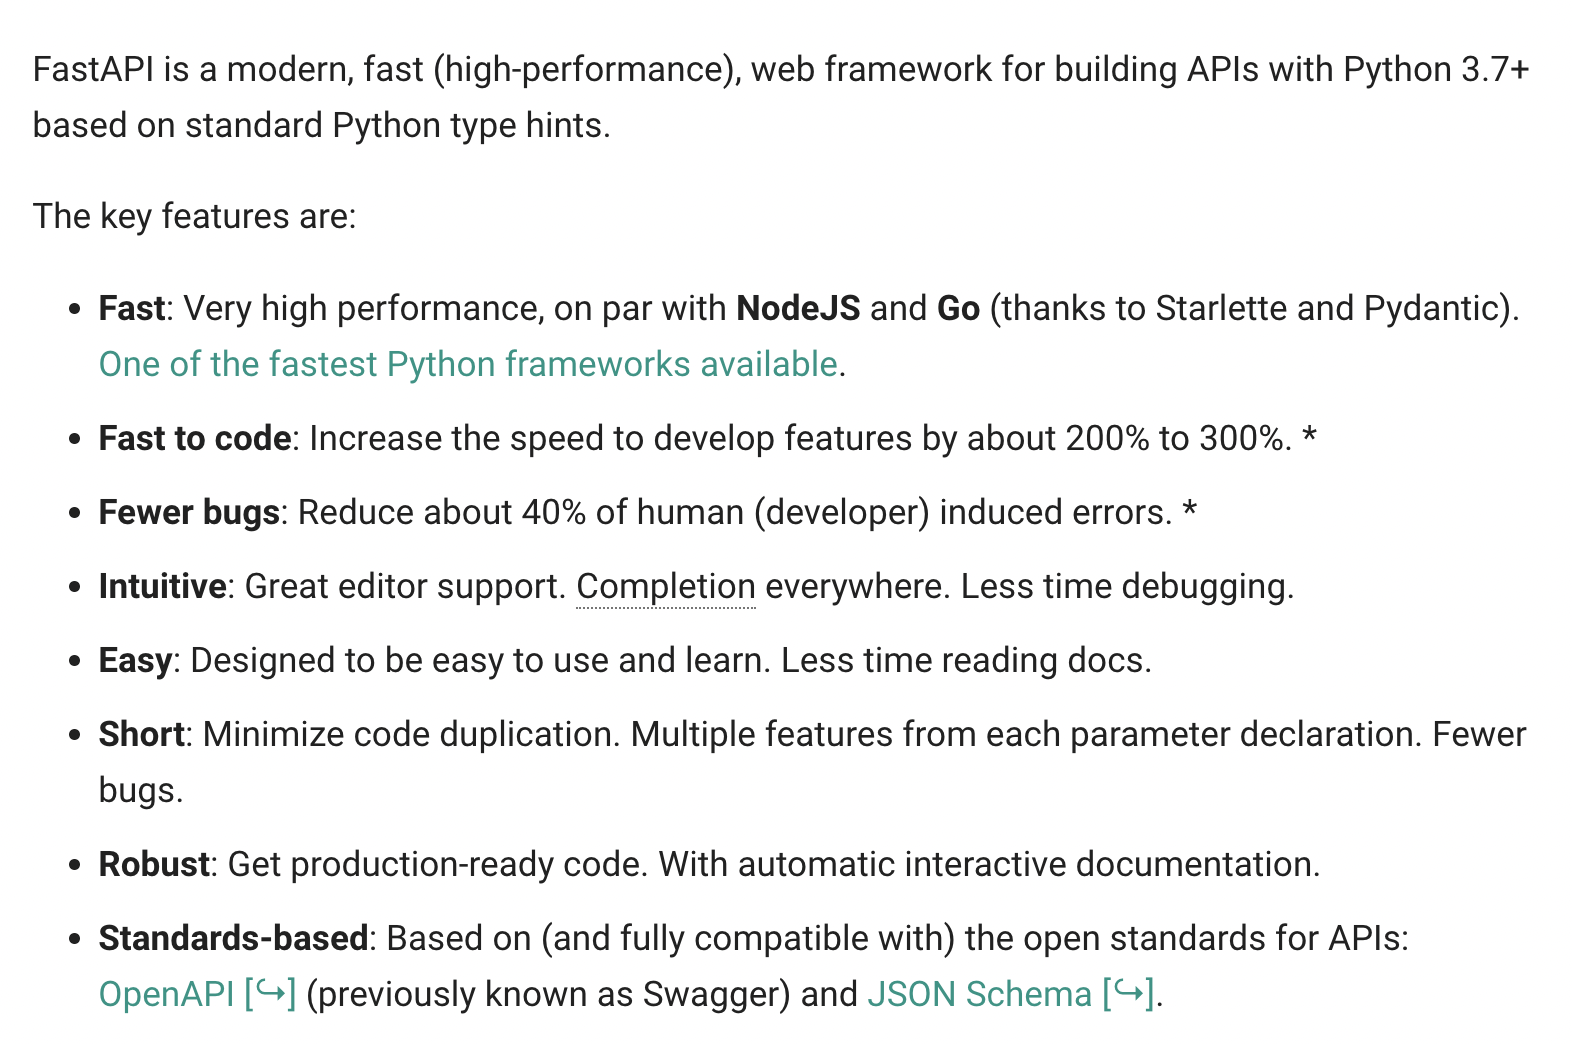 FastAPI is a modern, fast (high-performance), web framework for building APIs with Python 3.7+
based on standard Python type hints.
The key features are:
• Fast: Very high performance, on par with NodeJS and Go (thanks to Starlette and Pydantic).
One of the fastest Python frameworks available.
• Fast to code: Increase the speed to develop features by about 200% to 300%. *
• Fewer bugs: Reduce about 40% of human (developer) induced errors. *
• Intuitive: Great editor support. Completion everywhere. Less time debugging.
• Easy: Designed to be easy to use and learn. Less time reading docs.
• Short: Minimize code duplication. Multiple features from each parameter declaration. Fewer
bugs.
• Robust: Get production-ready code. With automatic interactive documentation.
• Standards-based: Based on (and fully compatible with) the open standards for APIs:
OpenAPI [↪] (previously known as Swagger) and JSON Schema [↪].